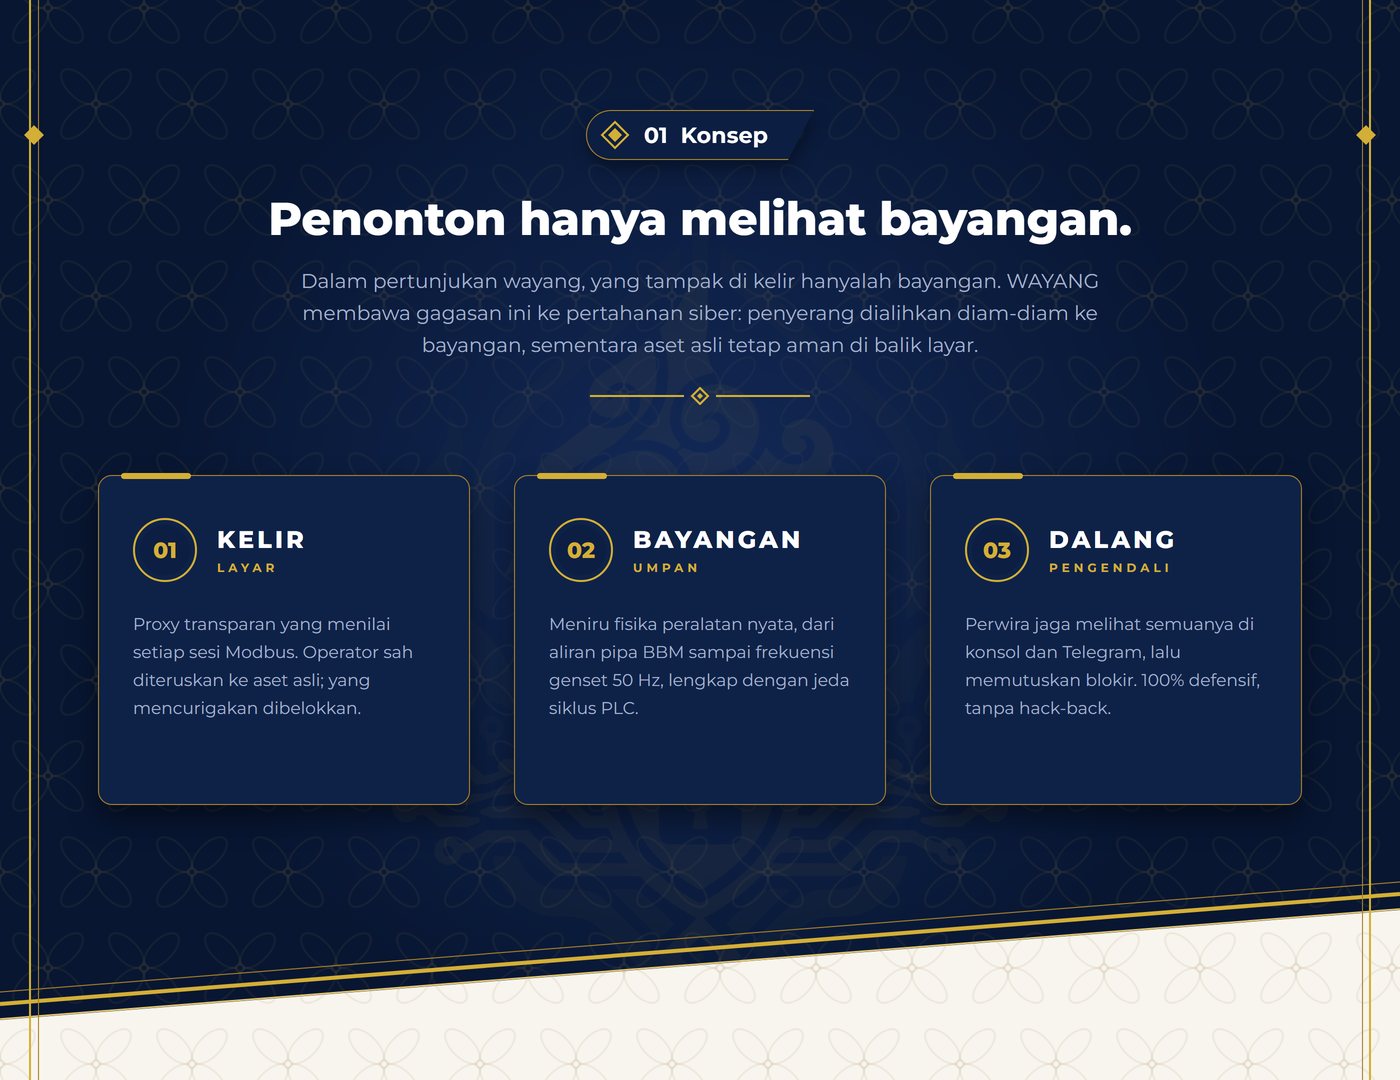 01 Konsep
Penonton hanya melihat bayangan.
Dalam pertunjukan wayang, yang tampak di kelir hanyalah bayangan. WAYANG
membawa gagasan ini ke pertahanan siber: penyerang dialihkan diam-diam ke
bayangan, sementara aset asli tetap aman di balik layar.
01
KELIR
LAYAR
Proxy transparan yang menilai
setiap sesi Modbus. Operator sah
diteruskan ke aset asli; yang
mencurigakan dibelokkan.
02
BAYANGAN
UMPAN
Meniru fisika peralatan nyata, dari
aliran pipa BBM sampai frekuensi
genset 50 Hz, lengkap dengan jeda
siklus PLC.
03
DALANG
PENGENDALI
Perwira jaga melihat semuanya di
konsol dan Telegram, lalu
memutuskan blokir. 100% defensif,
tanpa hack-back.